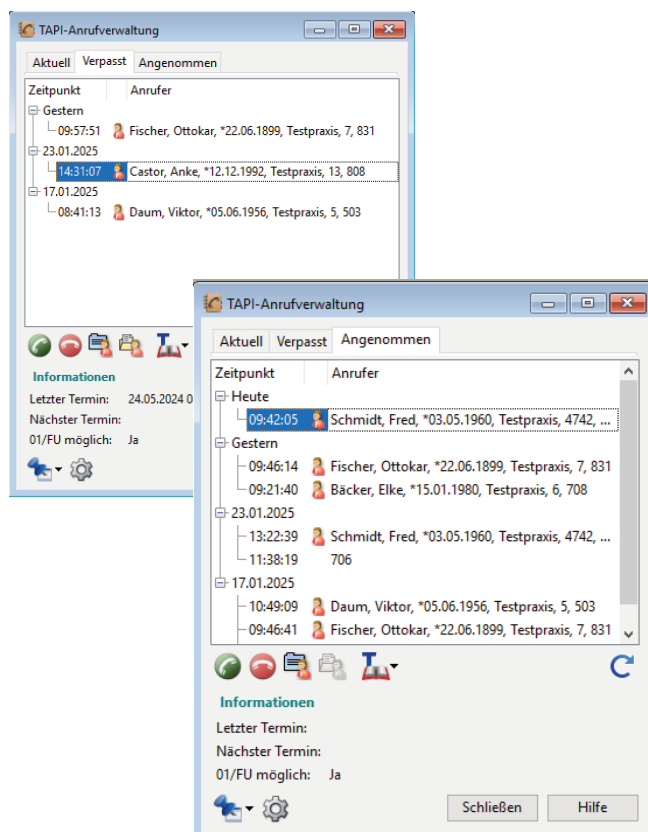 TAPI-Anrufverwaltung
Aktuell Verpasst Angenommen
Zeitpunkt Anrufer
Gestern
09:57:51 Fischer, Ottokar, *22.06.1899, Testpraxis, 7, 831
23.01.2025
14:31:07 Castor, Anke, *12.12.1992, Testpraxis, 13, 808
17.01.2025
08:41:13 Daum, Viktor, *05.06.1956, Testpraxis, 5, 503
Informationen
Letzter Termin: 24.05.2024 0
Nächster Termin:
01/FU möglich: Ja
TAPI-Anrufverwaltung
Aktuell Verpasst Angenommen
Zeitpunkt Anrufer
Heute
09:42:05 Schmidt, Fred, *03.05.1960, Testpraxis, 4742, ...
Gestern
09:46:14 Fischer, Ottokar, *22.06.1899, Testpraxis, 7, 831
09:21:40 Bäcker, Elke, *15.01.1980, Testpraxis, 6, 708
23.01.2025
13:22:39 Schmidt, Fred, *03.05.1960, Testpraxis, 4742, ...
11:38:19 706
17.01.2025
10:49:09 Daum, Viktor, *05.06.1956, Testpraxis, 5, 503
09:46:41 Fischer, Ottokar, *22.06.1899, Testpraxis, 7, 831
Informationen
Letzter Termin:
Nächster Termin:
01/FU möglich: Ja
Schließen Hilfe